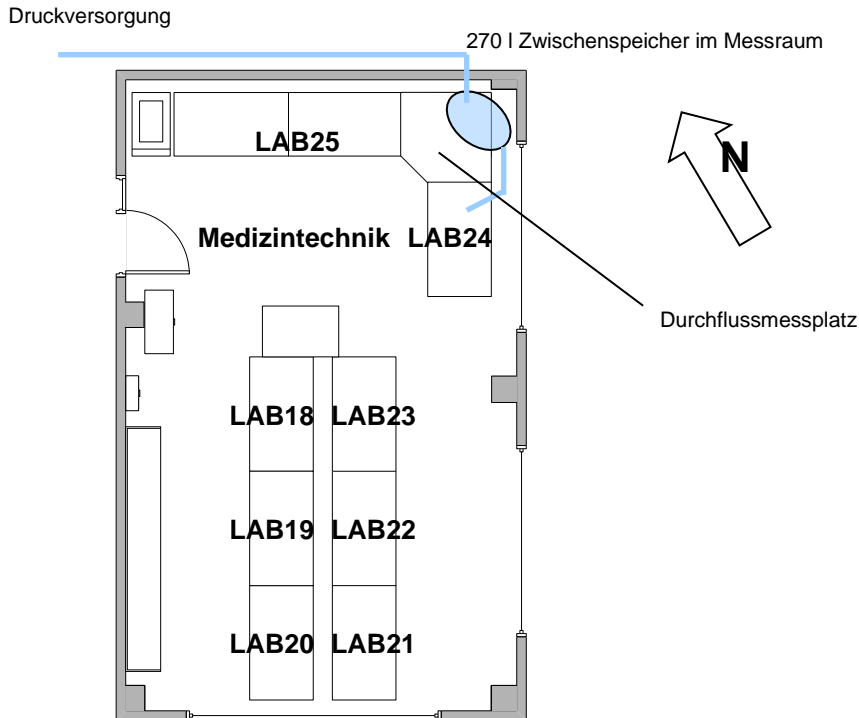 Druckversorgung
270 l Zwischenspeicher im Messraum
N
LAB25
Medizintechnik LAB24
Durchflussmessplatz
LAB18 LAB23
LAB19 LAB22
LAB20 LAB21